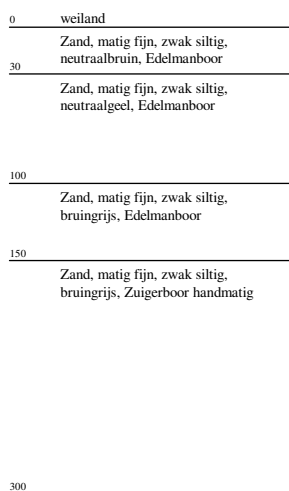 0 weiland
Zand, matig fijn, zwak siltig,
neutraalbruin, Edelmanboor
30
Zand, matig fijn, zwak siltig,
neutraalgeel, Edelmanboor
100
Zand, matig fijn, zwak siltig,
bruingrijs, Edelmanboor
150
Zand, matig fijn, zwak siltig,
bruingrijs, Zuigerboor handmatig
300